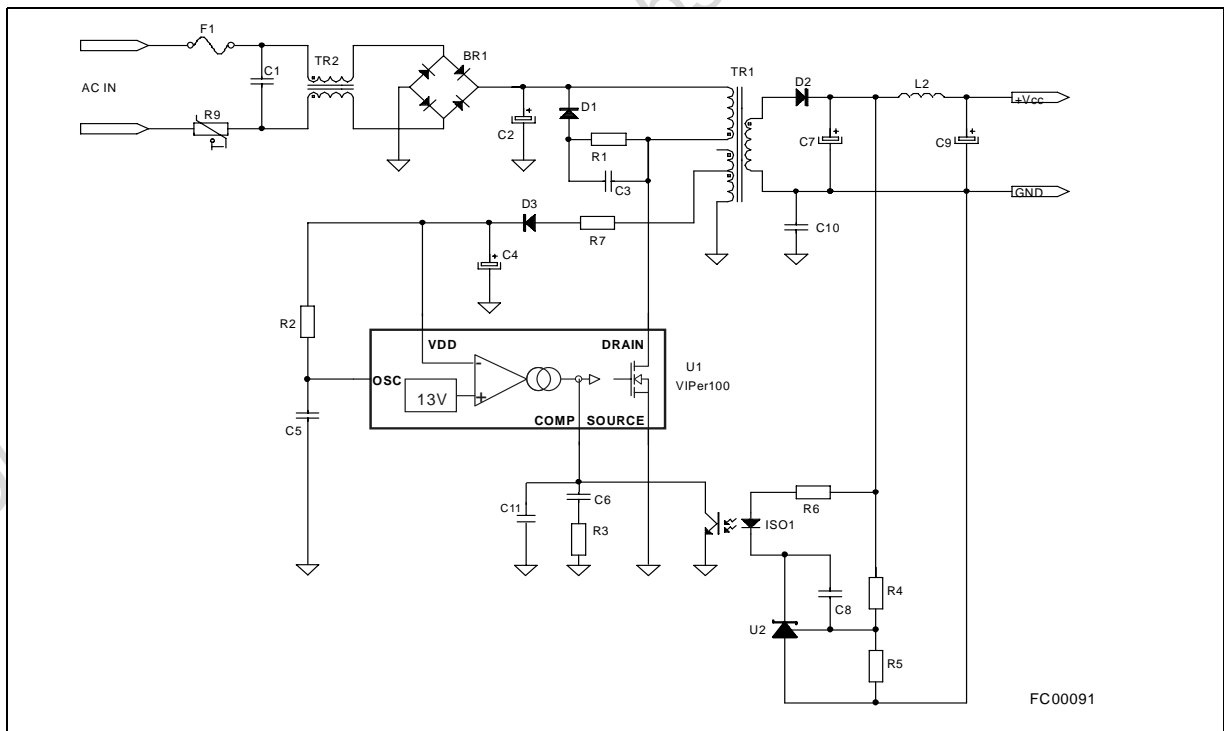 F1
TR2
BR1
C1
AC IN
R9
C2
D1
R1
C3
TR1
D2
L2
+Vcc
C7
C9
GND
C10
D3
R7
C4
R2
VDD
DRAIN
U1
VIPer100
OSC
-
13V
+
COMP SOURCE
C5
C11
C6
R3
R6
ISO1
C8
R4
U2
R5
FC00091